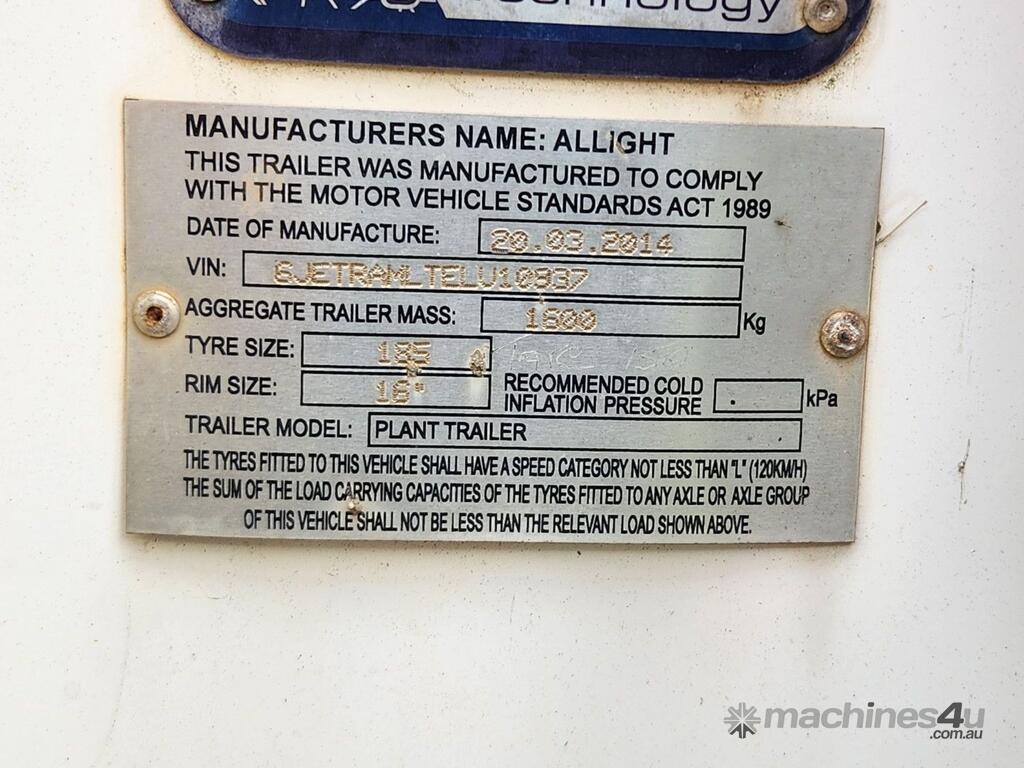 Technology
MANUFACTURERS NAME: ALLIGHT
THIS TRAILER WAS MANUFACTURED TO COMPLY
WITH THE MOTOR VEHICLE STANDARDS ACT 1989
DATE OF MANUFACTURE: 20.03.2014
VIN: 6JETRAMLTELU10837
AGGREGATE TRAILER MASS: 1600 Kg
TYRE SIZE: 185
RIM SIZE: 16" RECOMMENDED COLD
INFLATION PRESSURE . kPa
TRAILER MODEL: PLANT TRAILER
THE TYRES FITTED TO THIS VEHICLE SHALL HAVE A SPEED CATEGORY NOT LESS THAN "L" (120KM/H)
THE SUM OF THE LOAD CARRYING CAPACITIES OF THE TYRES FITTED TO ANY AXLE OR AXLE GROUP
OF THIS VEHICLE SHALL NOT BE LESS THAN THE RELEVANT LOAD SHOWN ABOVE.
machines4u
.com.au